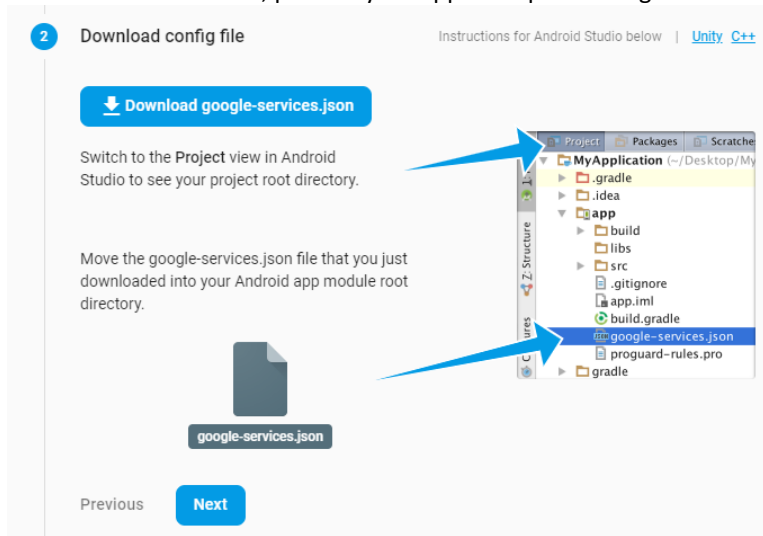 2 Download config file
Instructions for Android Studio below | Unity C++
Download google-services.json
Switch to the Project view in Android
Studio to see your project root directory.
Move the google-services.json file that you just
downloaded into your Android app module root
directory.
google-services.json
Previous Next
Project Packages Scratche
MyApplication (~/Desktop/My
.gradle
.idea
app
build
libs
src
.gitignore
app.iml
build.gradle
google-services.json
proguard-rules.pro
gradle
Z: Structure